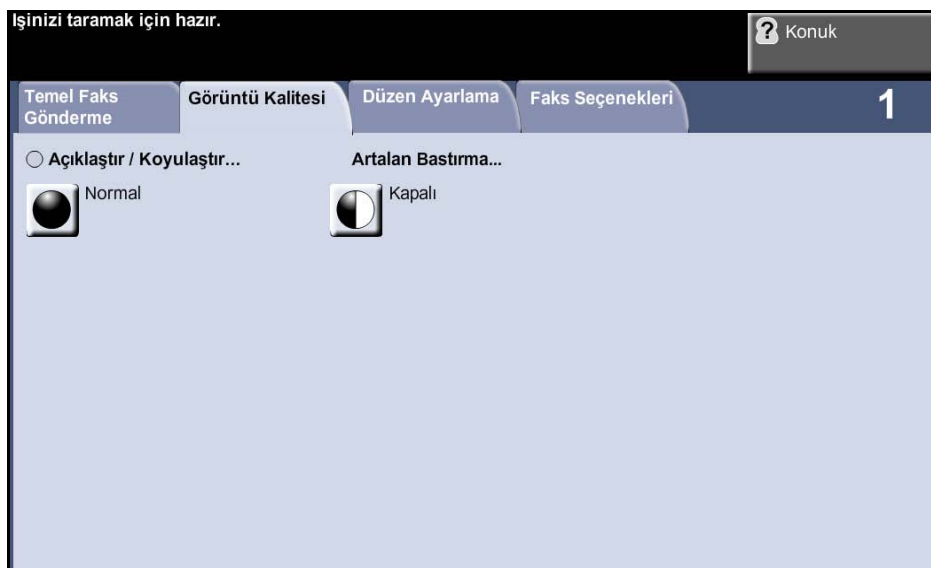 Işinizi taramak için hazır.
? Konuk
Temel Faks
Gönderme
Görüntü Kalitesi
Düzen Ayarlama
Faks Seçenekleri
1
Açıklaştır / Koyulaştır...
Artalan Bastırma...
Normal
Kapalı